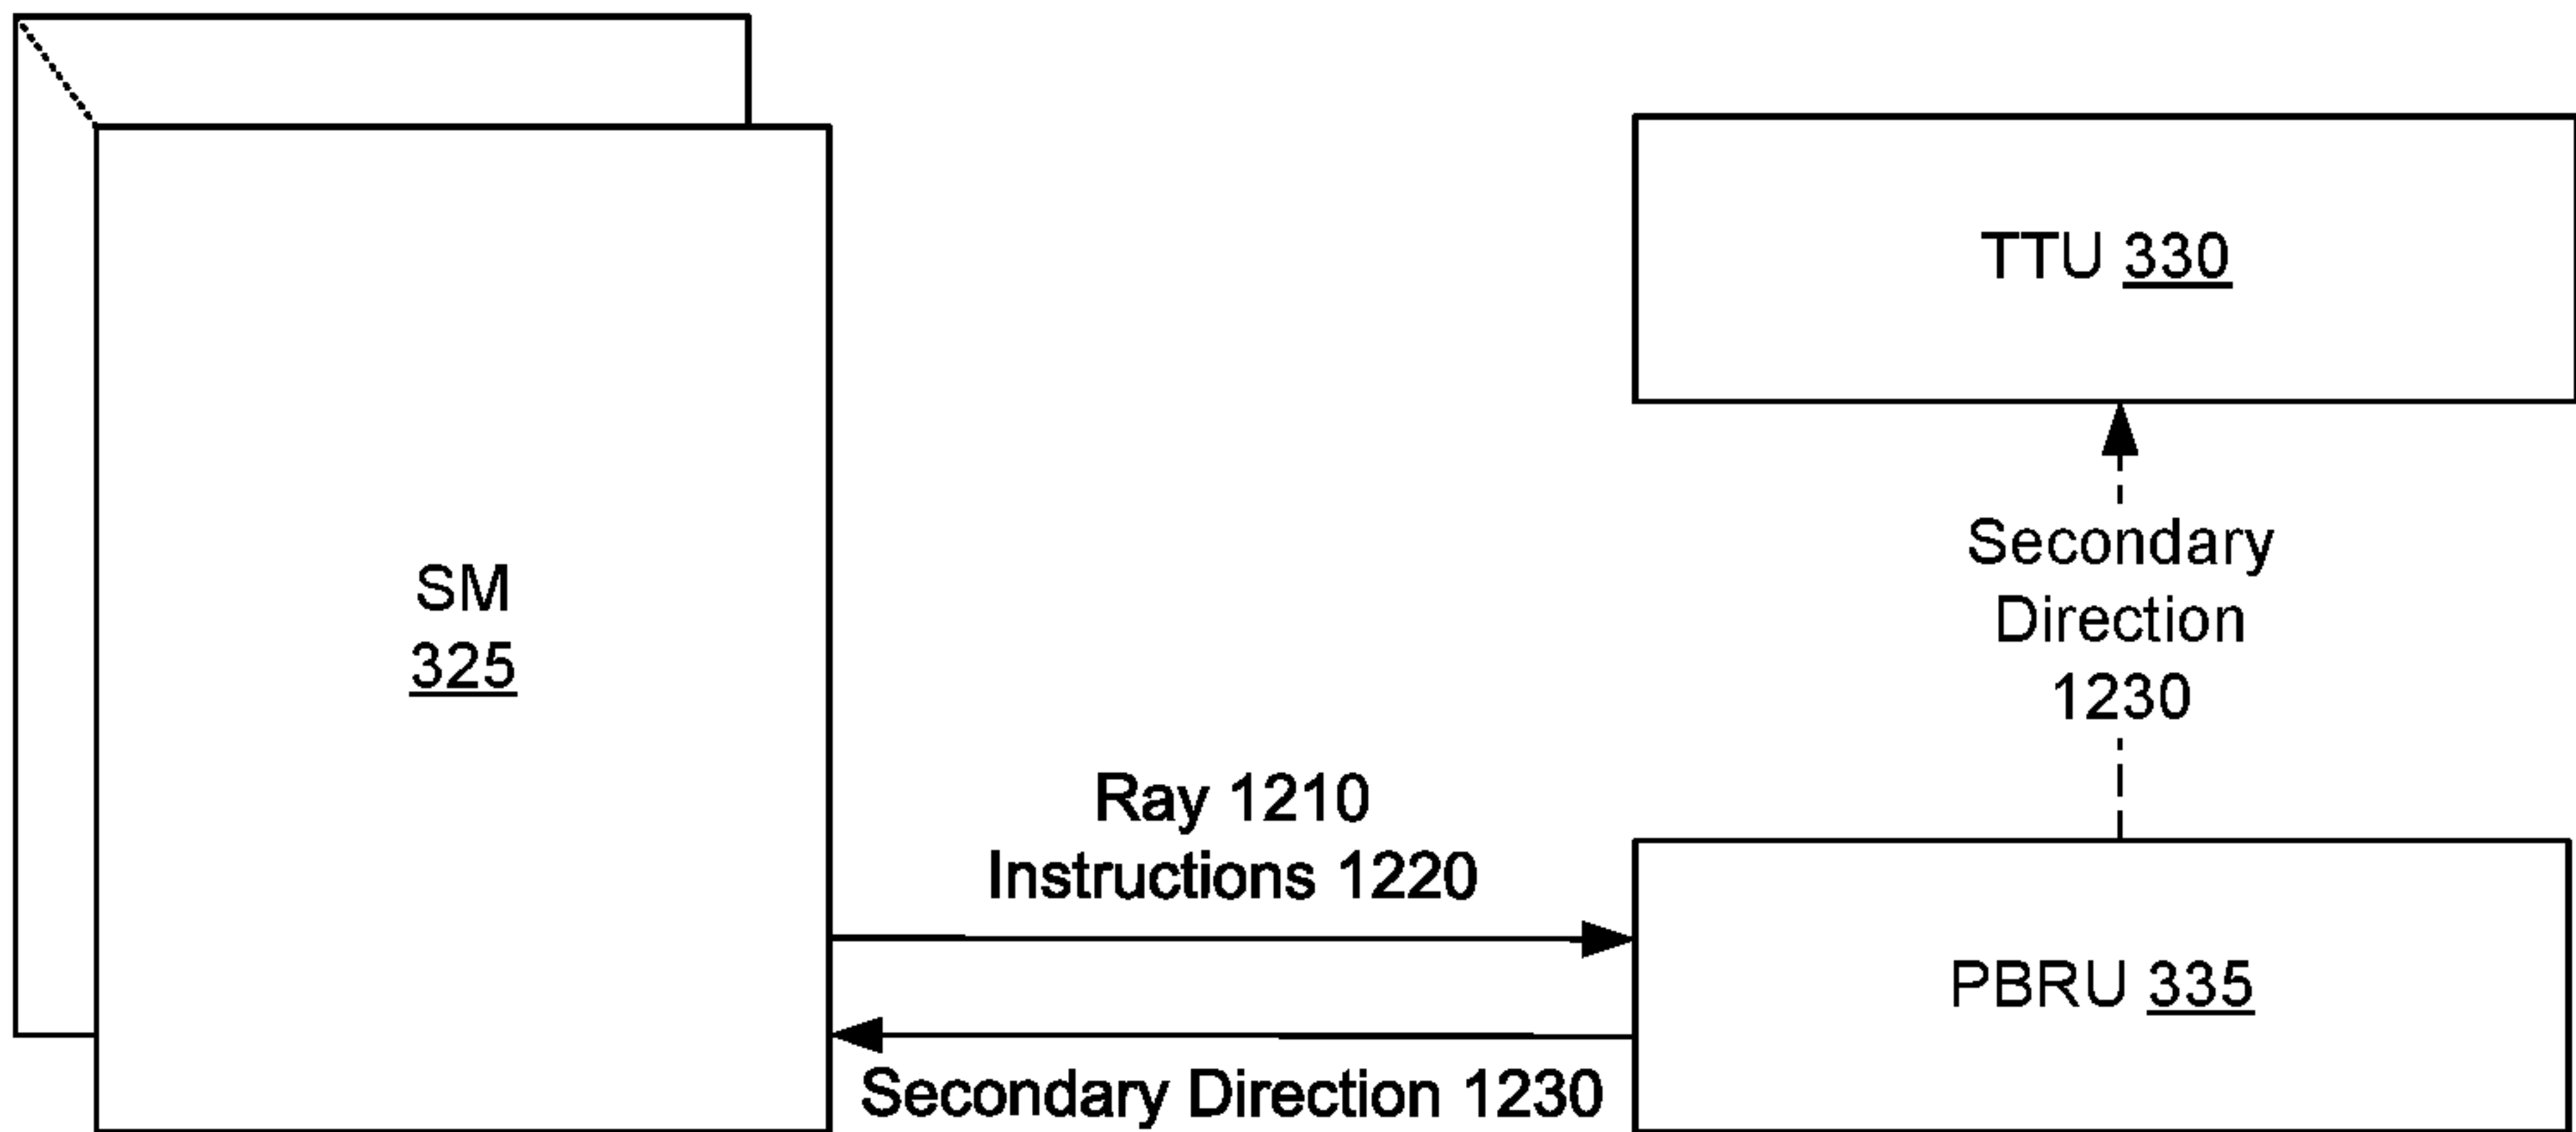 TTU 330
SM
325
Secondary
Direction
1230
Ray 1210
Instructions 1220
PBRU 335
Secondary Direction 1230